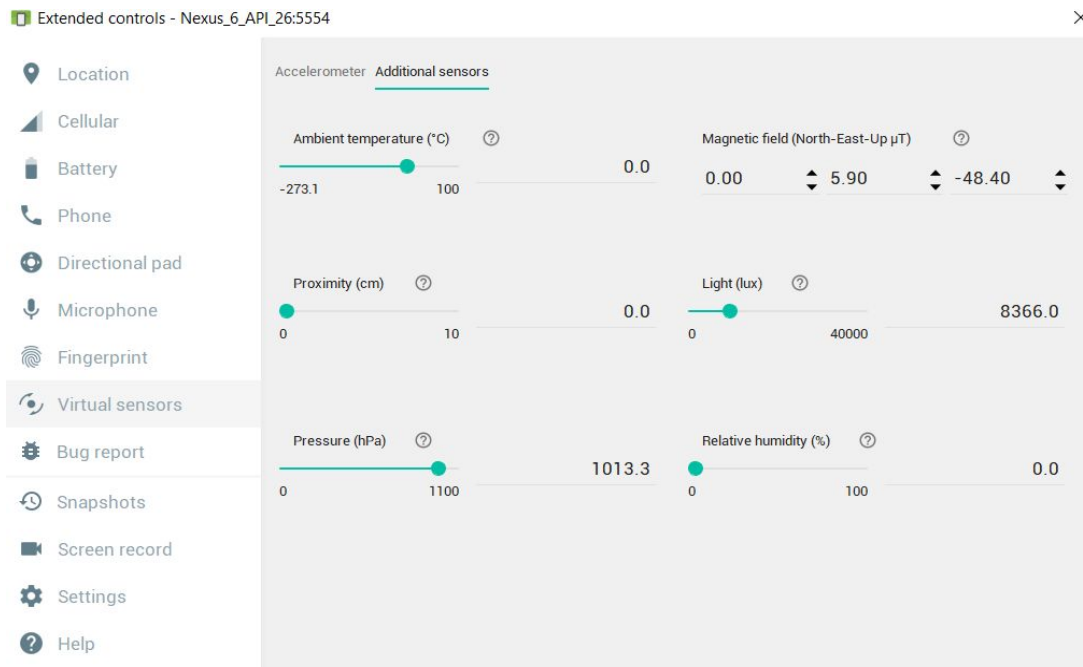 Extended controls - Nexus_6_API_26:5554
Location
Cellular
Battery
Phone
Directional pad
Microphone
Fingerprint
Virtual sensors
Bug report
Snapshots
Screen record
Settings
Help
Accelerometer Additional sensors
Ambient temperature (°C)
0.0
-273.1 100
Magnetic field (North-East-Up µT)
0.00 5.90 -48.40
Proximity (cm)
0.0
0 10
Light (lux)
8366.0
0 40000
Pressure (hPa)
1013.3
0 1100
Relative humidity (%)
0.0
0 100